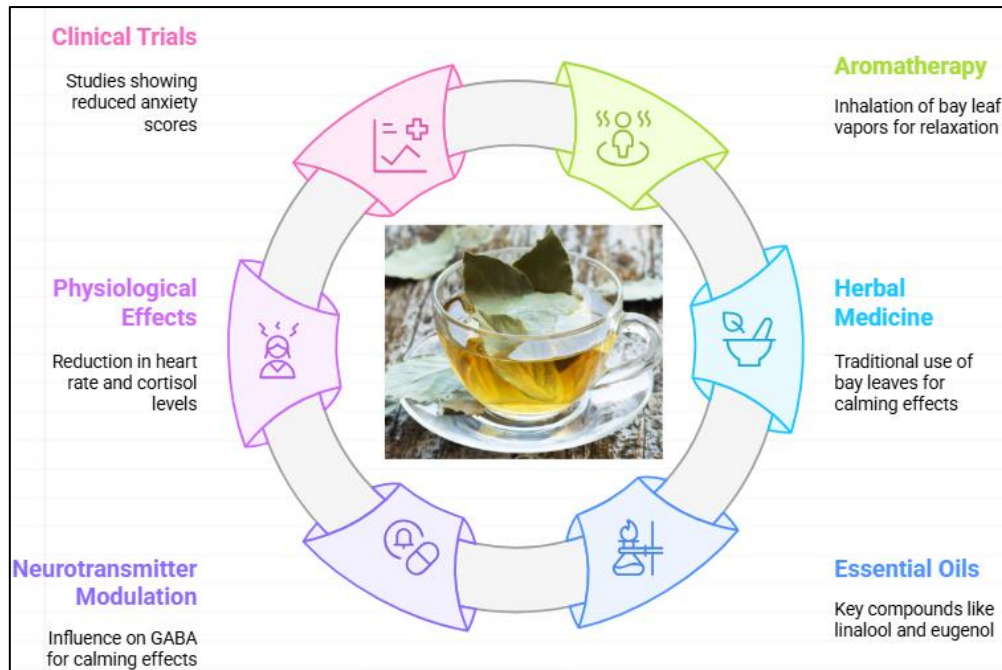 Clinical Trials
Studies showing
reduced anxiety
scores
Aromatherapy
Inhalation of bay leaf
vapors for relaxation
Physiological
Effects
Reduction in heart
rate and cortisol
levels
Herbal
Medicine
Traditional use of
bay leaves for
calming effects
Neurotransmitter
Modulation
Influence on GABA
for calming effects
Essential Oils
Key compounds like
linalool and eugenol